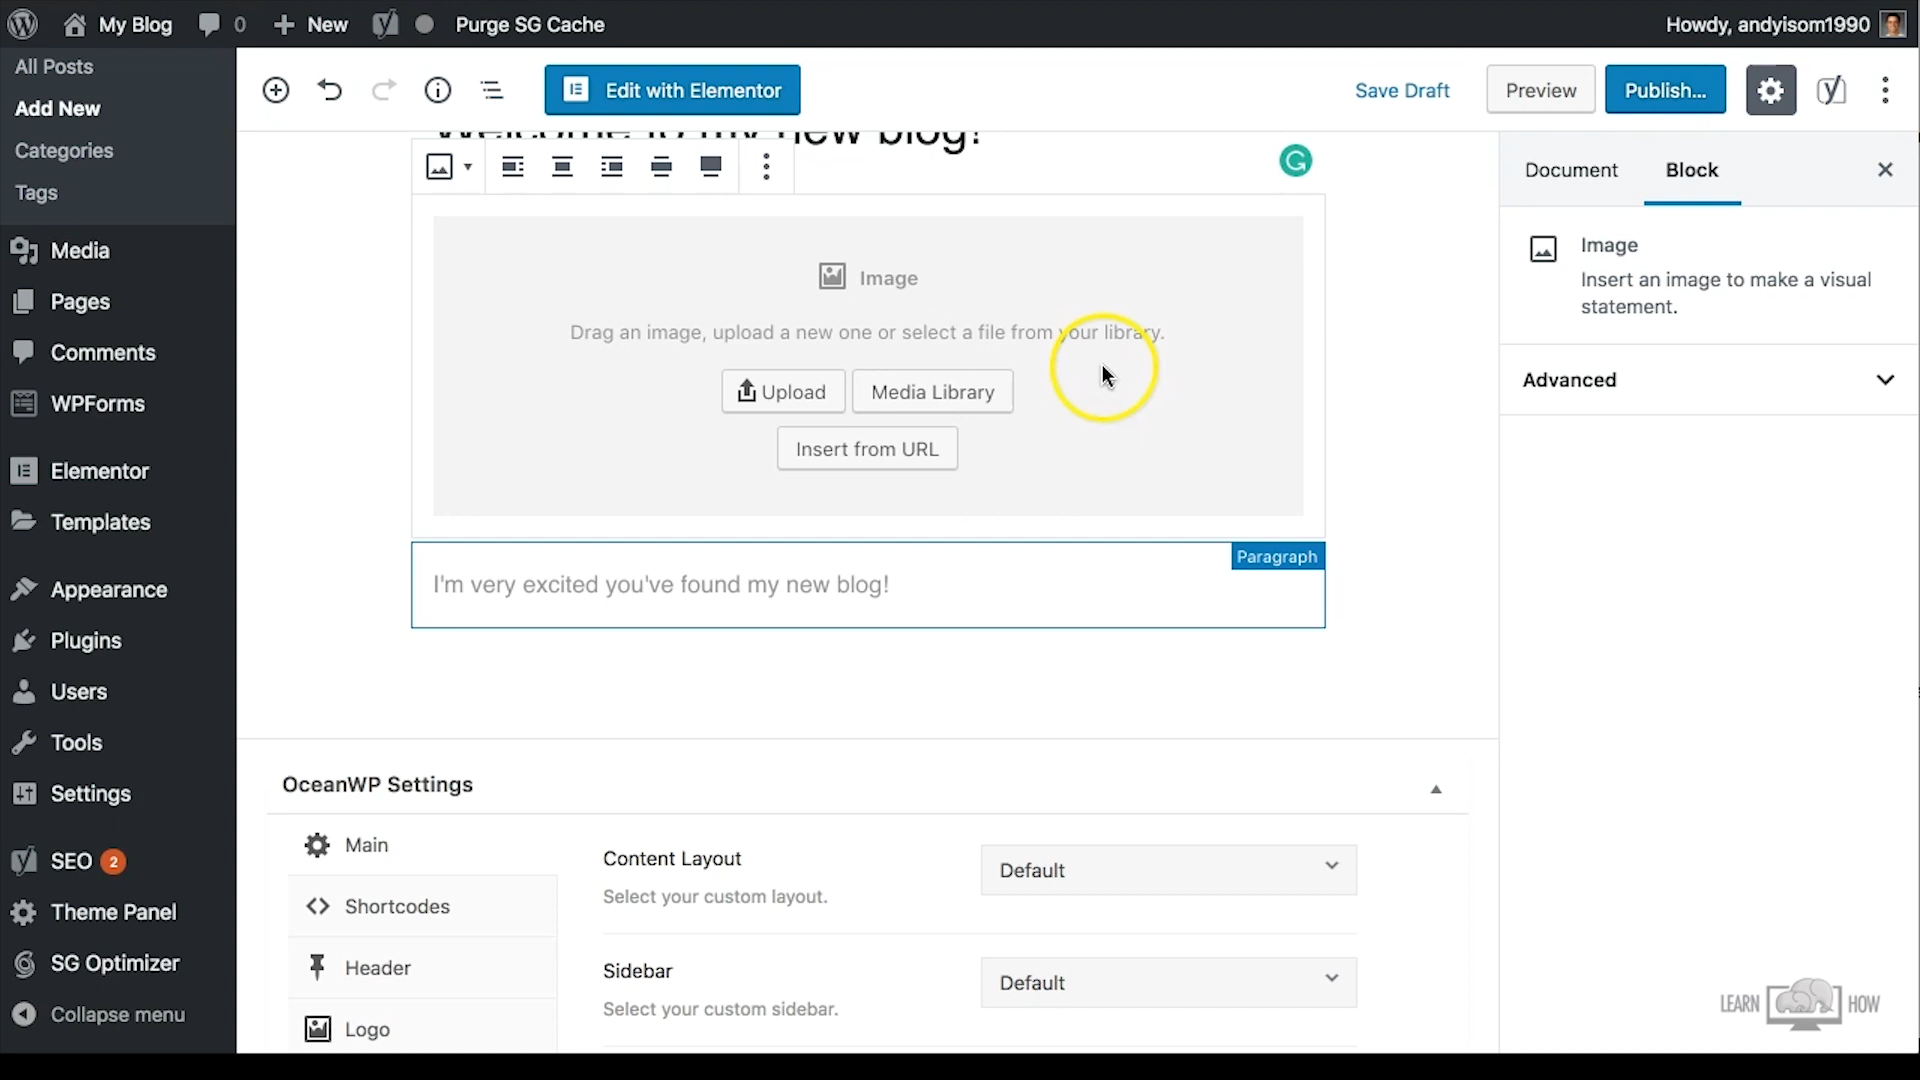 My Blog
0
New
Purge SG Cache
Howdy, andyisom1990
All Posts
Add New
Categories
Tags
Media
Pages
Comments
WPForms
Elementor
Templates
Appearance
Plugins
Users
Tools
Settings
SEO 2
Theme Panel
SG Optimizer
Collapse menu
Edit with Elementor
Save Draft
Preview
Publish...
Welcome to my new blog!
Image
Drag an image, upload a new one or select a file from your library.
Upload
Media Library
Insert from URL
Paragraph
I'm very excited you've found my new blog!
OceanWP Settings
Main
Shortcodes
Header
Logo
Content Layout
Select your custom layout.
Default
Sidebar
Select your custom sidebar.
Default
Document
Block
Image
Insert an image to make a visual
statement.
Advanced
LEARN HOW